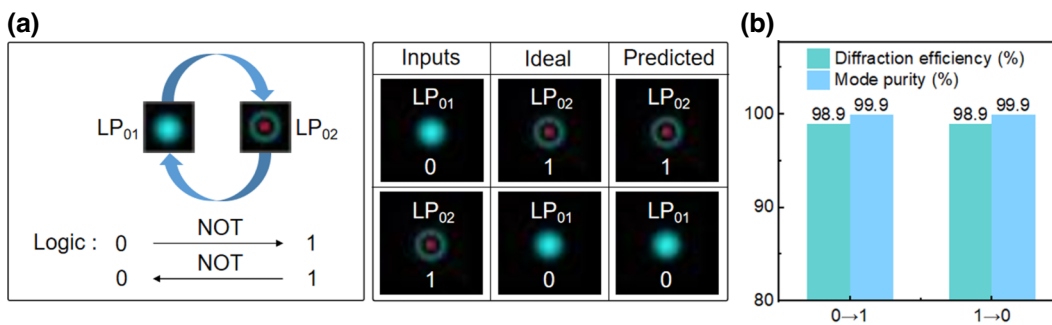 (a)
LP01
LP02
Logic : 0 NOT 1
0 NOT 1
Inputs Ideal Predicted
LP01 LP02 LP02
0 1 1
LP02 LP01 LP01
1 0 0
(b)
Diffraction efficiency (%)
Mode purity (%)
100
90
80
98.9 99.9 98.9 99.9
0→1 1→0